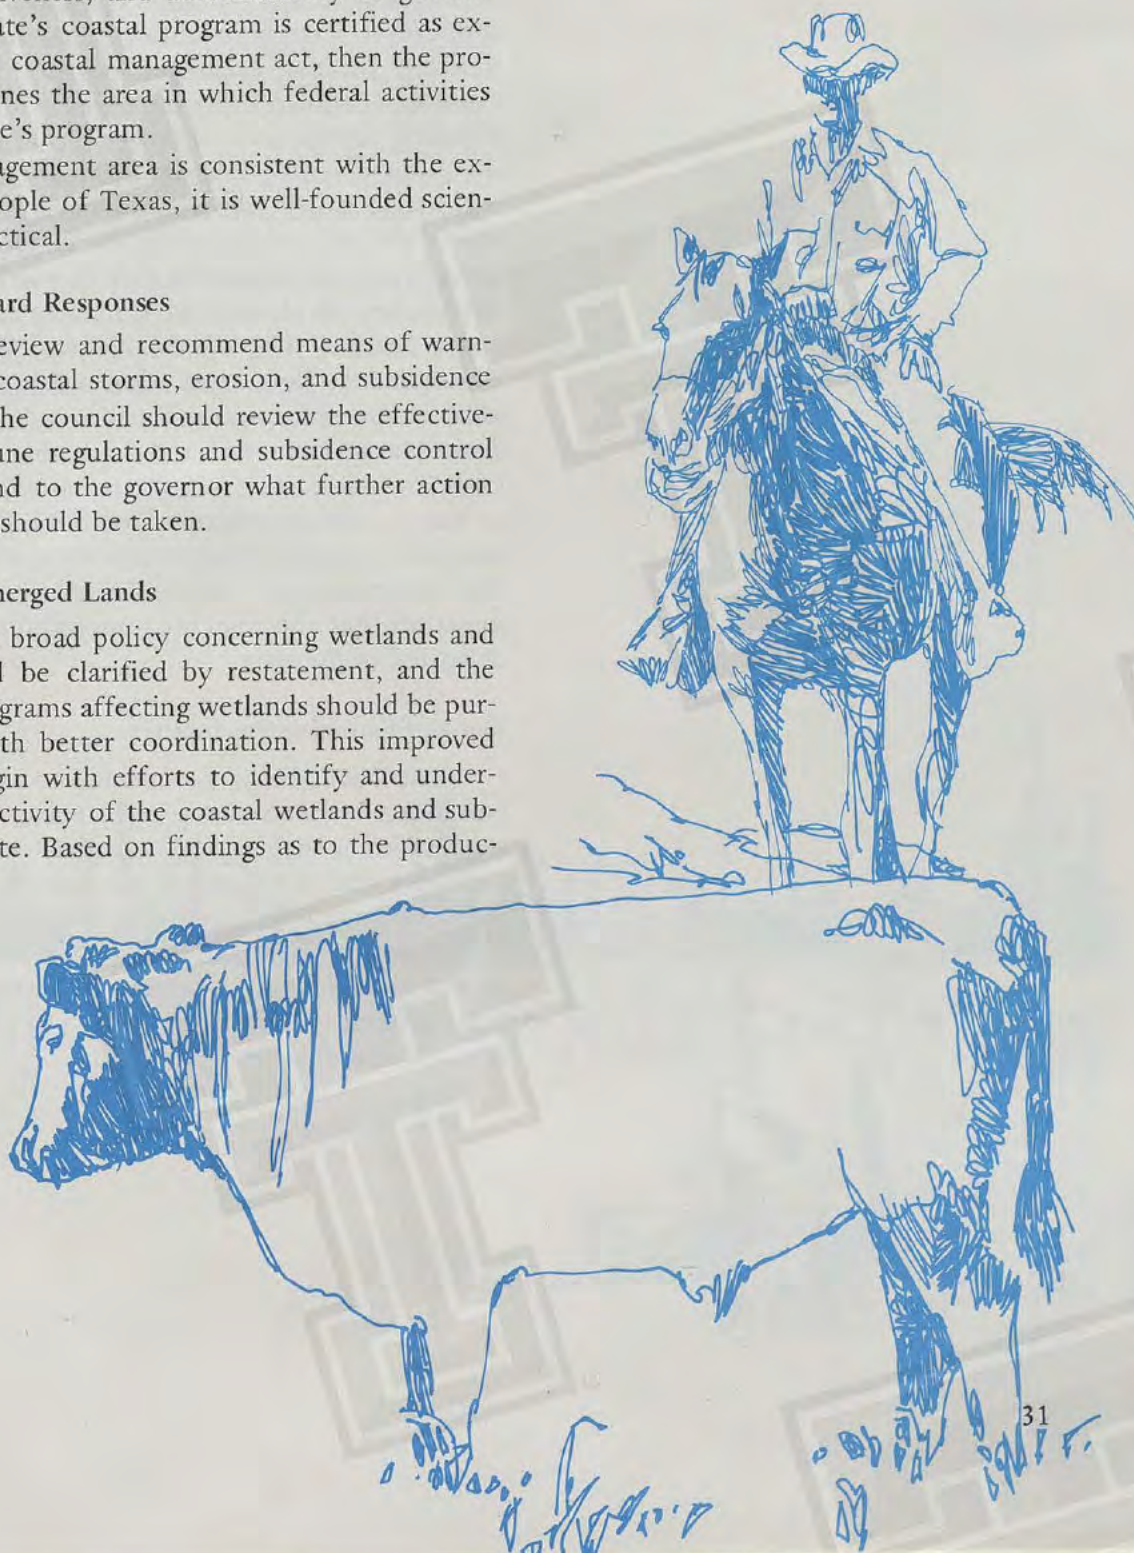 ate's coastal program is certified as ex-
coastal management act, then the pro-
nes the area in which federal activities
e's program.
agement area is consistent with the ex-
ople of Texas, it is well-founded scien-
ctical.
ard Responses
eview and recommend means of warn-
coastal storms, erosion, and subsidence
he council should review the effective-
une regulations and subsidence control
nd to the governor what further action
should be taken.
nerged Lands
broad policy concerning wetlands and
l be clarified by restatement, and the
grams affecting wetlands should be pur-
th better coordination. This improved
gin with efforts to identify and under-
ctivity of the coastal wetlands and sub-
te. Based on findings as to the produc-
31